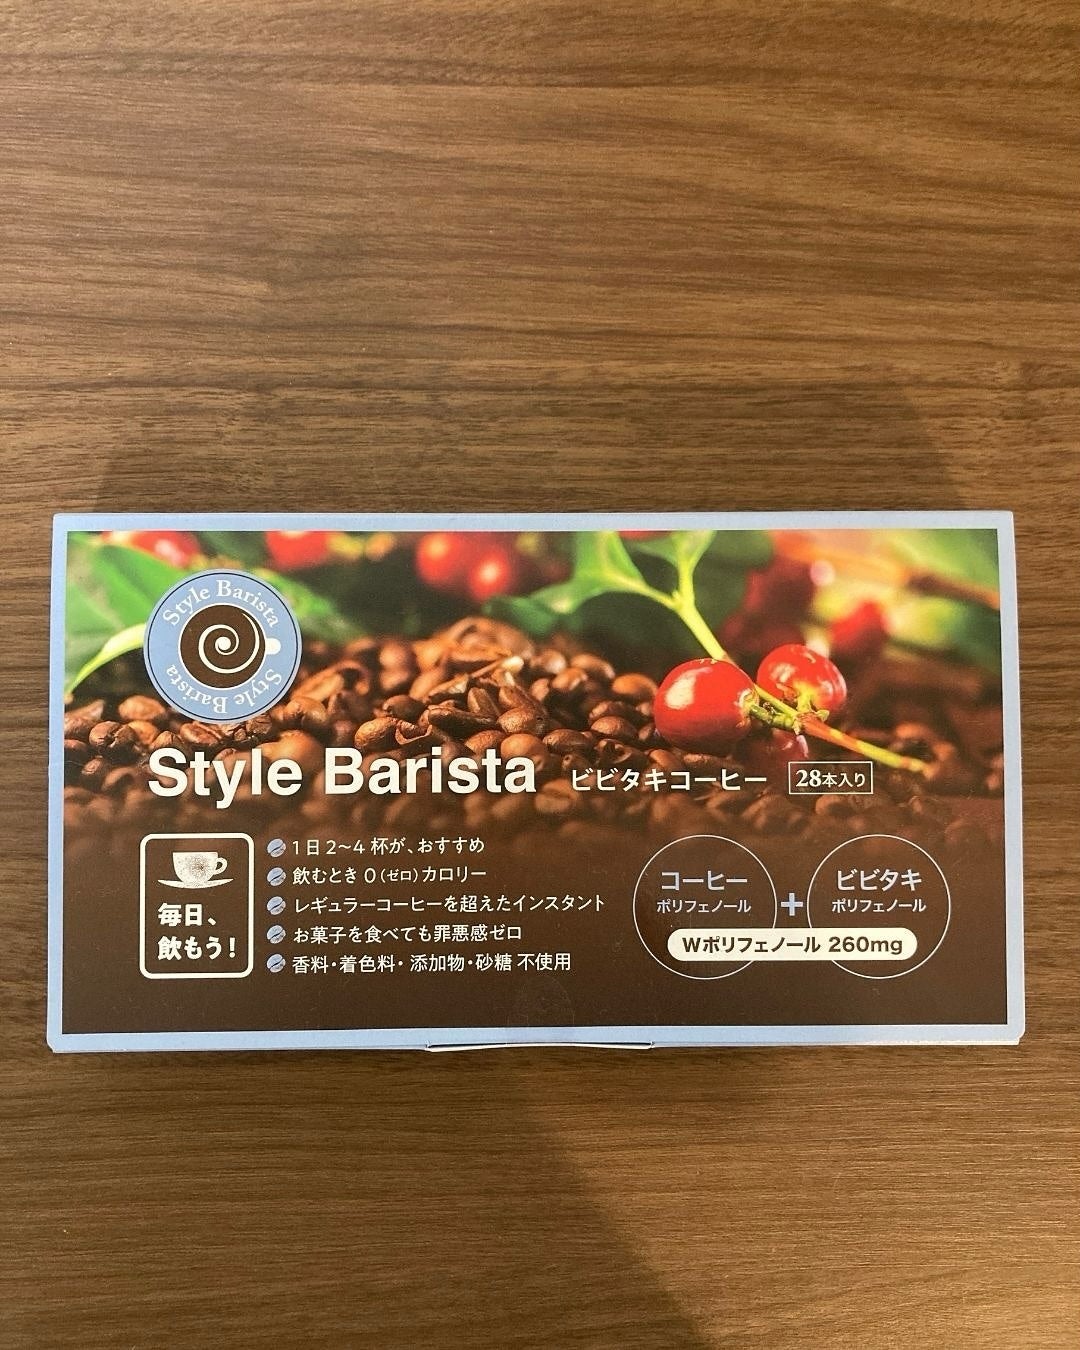 Style Barista
Style Barista
Style Barista ビビタキコーヒー 28本入り
毎日、
飲もう!
1日2〜4杯が、おすすめ
飲むとき0(ゼロ)カロリー
レギュラーコーヒーを超えたインスタント
お菓子を食べても罪悪感ゼロ
香料・着色料・添加物・砂糖 不使用
コーヒー
ポリフェノール
+
ビビタキ
ポリフェノール
Wポリフェノール 260mg